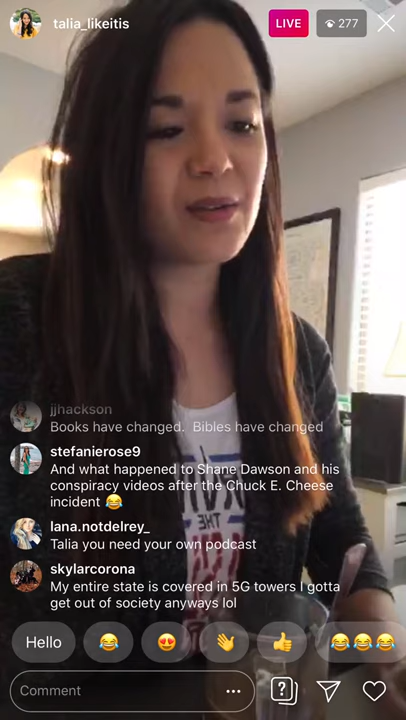 talia_likeitis
LIVE
277
jjhackson
Books have changed. Bibles have changed
stefanierose9
And what happened to Shane Dawson and his
conspiracy videos after the Chuck E. Cheese
incident 😂
lana.notdelrey_
Talia you need your own podcast
skylarcorona
My entire state is covered in 5G towers I gotta
get out of society anyways lol
Hello
Comment